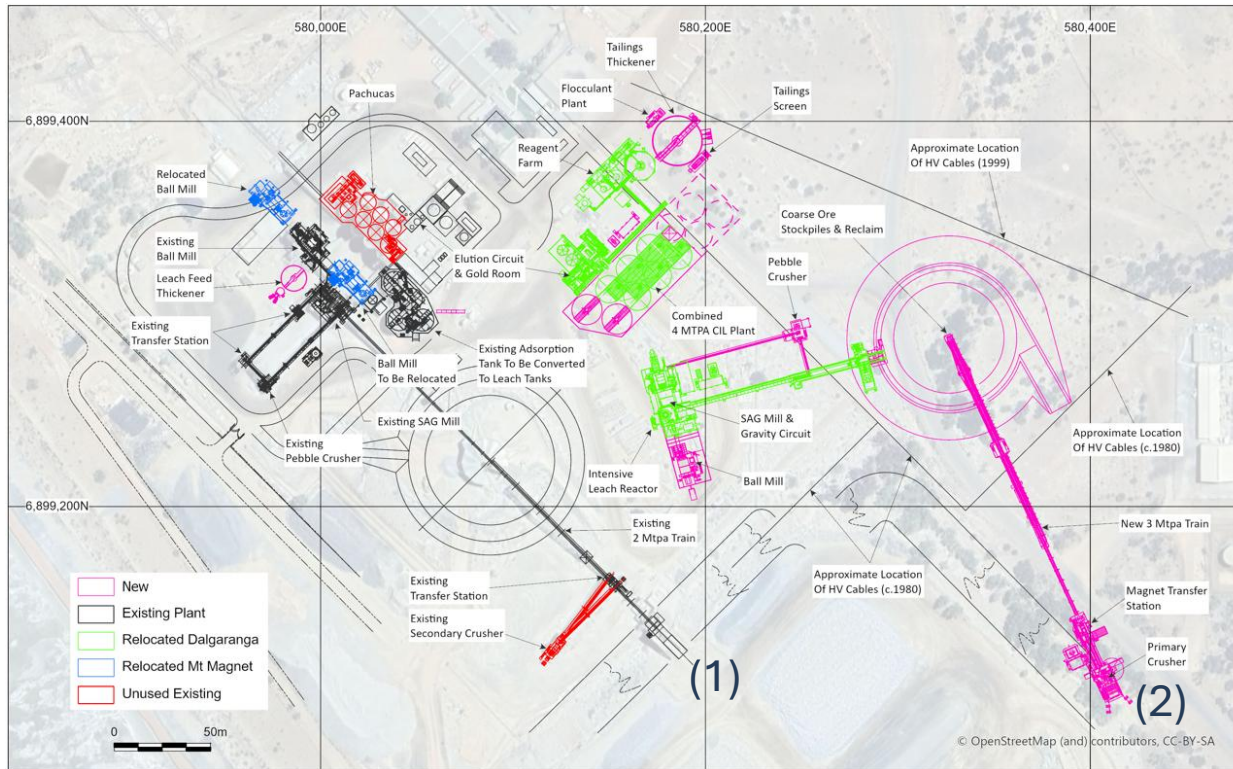 580,000E
580,200E
580,400E
6,899,400N
6,899,200N
Pachucas
Relocated
Ball Mill
Existing
Ball Mill
Leach Feed
Thickener
Existing
Transfer Station
Existing
Pebble Crusher
Existing SAG Mill
Ball Mill
To Be Relocated
Existing Adsorption
Tank To Be Converted
To Leach Tanks
Elution Circuit
& Gold Room
Reagent
Farm
Flocculant
Plant
Tailings
Thickener
Tailings
Screen
Approximate Location
Of HV Cables (1999)
Coarse Ore
Stockpiles & Reclaim
Pebble
Crusher
Combined
4 MTPA CIL Plant
SAG Mill &
Gravity Circuit
Intensive
Leach Reactor
Ball Mill
Approximate Location
Of HV Cables (c.1980)
Existing
2 Mtpa Train
New 3 Mtpa Train
Existing
Transfer Station
Existing
Secondary Crusher
Approximate Location
Of HV Cables (c.1980)
Magnet Transfer
Station
Primary
Crusher
(1)
(2)
New
Existing Plant
Relocated Dalgaranga
Relocated Mt Magnet
Unused Existing
0
50m
© OpenStreetMap (and) contributors, CC-BY-SA